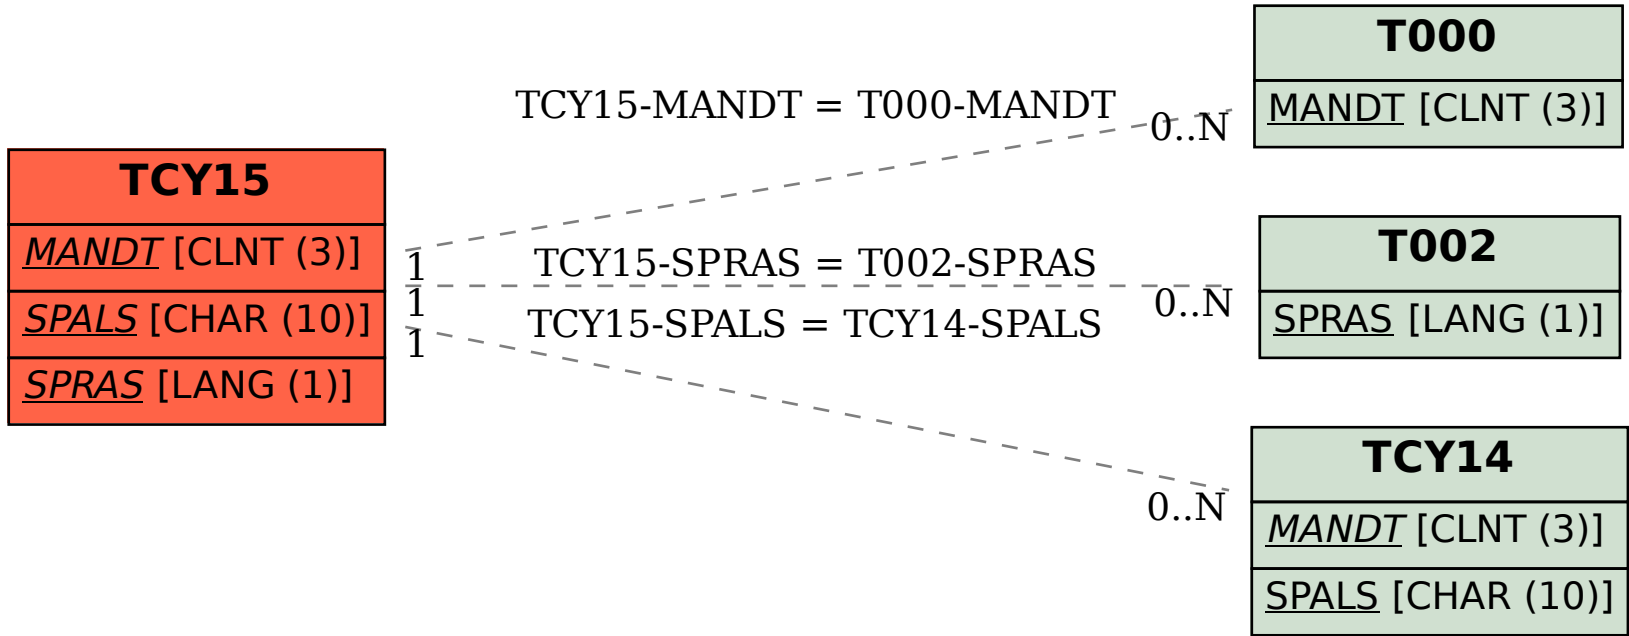 TCY15
MANDT [CLNT (3)]
SPALS [CHAR (10)]
SPRAS [LANG (1)]
TCY15-MANDT = T000-MANDT
0..N
1
TCY15-SPRAS = T002-SPRAS
0..N
1
TCY15-SPALS = TCY14-SPALS
0..N
1
T000
MANDT [CLNT (3)]
T002
SPRAS [LANG (1)]
TCY14
MANDT [CLNT (3)]
SPALS [CHAR (10)]